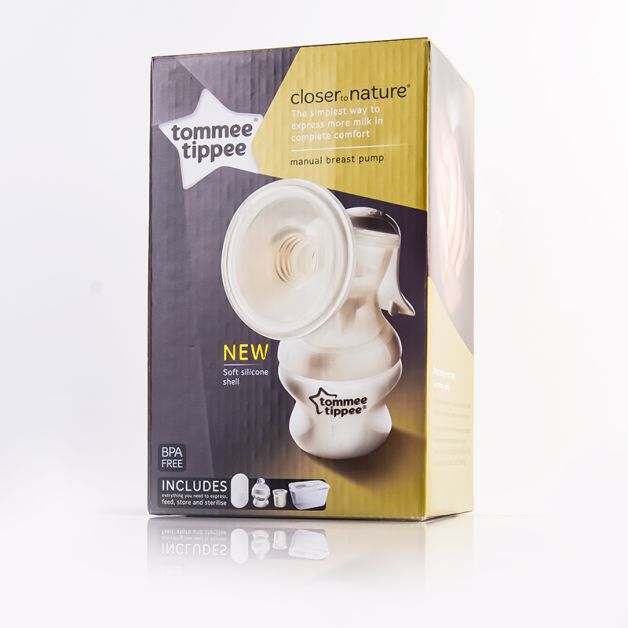 tommee
tippee®
closer to nature®
The simplest way to
express more milk in
complete comfort
manual breast pump
NEW
Soft silicone
shell
tommee
tippee®
BPA
FREE
INCLUDES
everything you need to express,
feed, store and sterilise